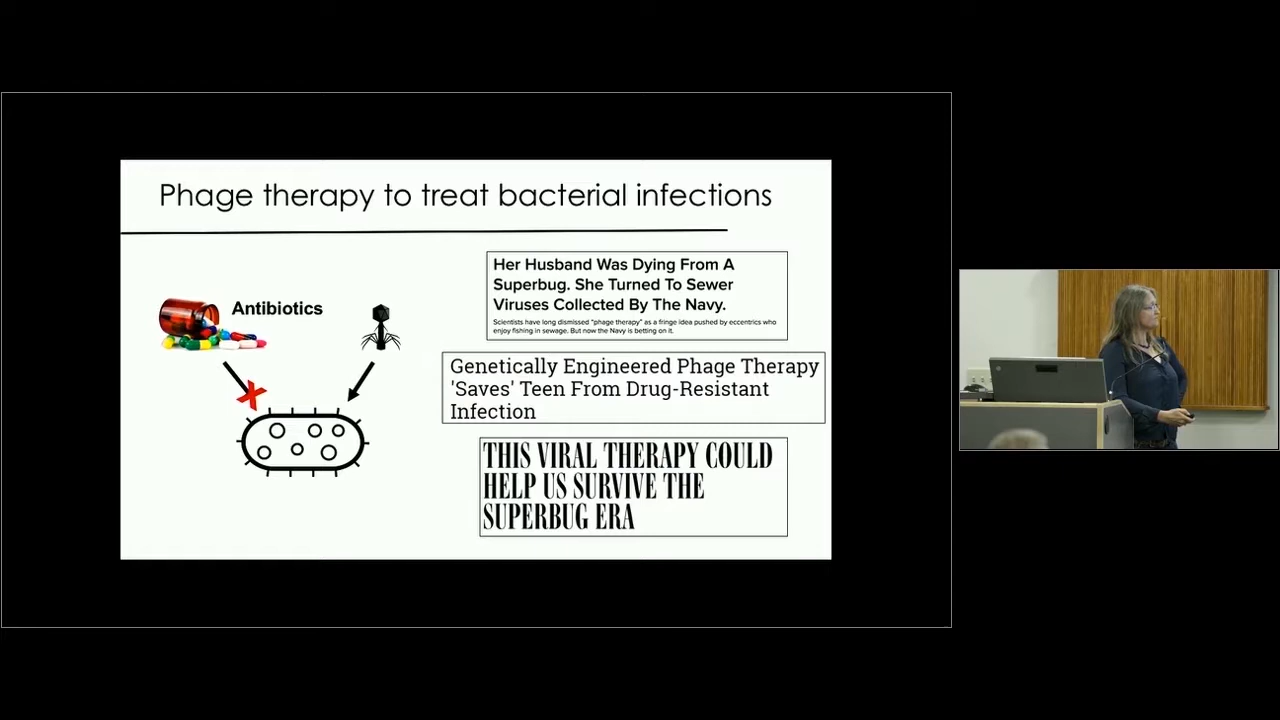 Phage therapy to treat bacterial infections
Antibiotics
Her Husband Was Dying From A
Superbug. She Turned To Sewer
Viruses Collected By The Navy.
Scientists have long dismissed "phage therapy" as a fringe idea pushed by eccentrics who
enjoy fishing in sewage. But now the Navy is betting on it.
Genetically Engineered Phage Therapy
'Saves' Teen From Drug-Resistant
Infection
THIS VIRAL THERAPY COULD
HELP US SURVIVE THE
SUPERBUG ERA